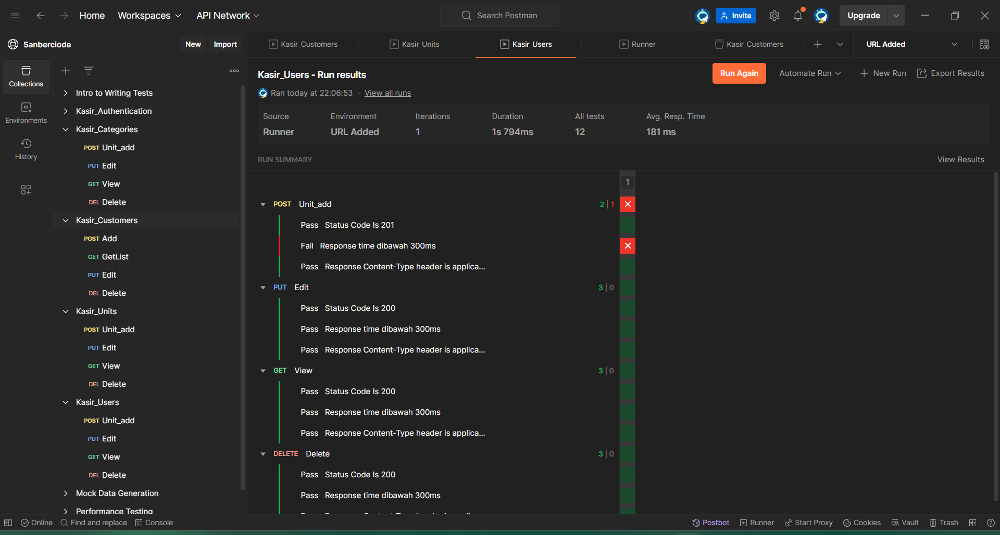 Home Workspaces API Network Search Postman Invite Upgrade
Sanberciode New Import Kasir_Customers Kasir_Units Kasir_Users Runner Kasir_Customers URL Added
Collections
Environments
History
Intro to Writing Tests
Kasir_Authentication
Kasir_Categories
POST Unit_add
PUT Edit
GET View
DEL Delete
Kasir_Customers
POST Add
GET GetList
PUT Edit
DEL Delete
Kasir_Units
POST Unit_add
PUT Edit
GET View
DEL Delete
Kasir_Users
POST Unit_add
PUT Edit
GET View
DEL Delete
Mock Data Generation
Performance Testing
Kasir_Users - Run results Run Again Automate Run New Run Export Results
Ran today at 22:06:53 · View all runs
Source Environment Iterations Duration All tests Avg. Resp. Time
Runner URL Added 1 1s 794ms 12 181 ms
RUN SUMMARY View Results
1
POST Unit_add 2|1
Pass Status Code Is 201
Fail Response time dibawah 300ms
Pass Response Content-Type header is applica...
PUT Edit 3|0
Pass Status Code Is 200
Pass Response time dibawah 300ms
Pass Response Content-Type header is applica...
GET View 3|0
Pass Status Code Is 200
Pass Response time dibawah 300ms
Pass Response Content-Type header is applica...
DELETE Delete 3|0
Pass Status Code Is 200
Pass Response time dibawah 300ms
Online Find and replace Console Postbot Runner Start Proxy Cookies Vault Trash